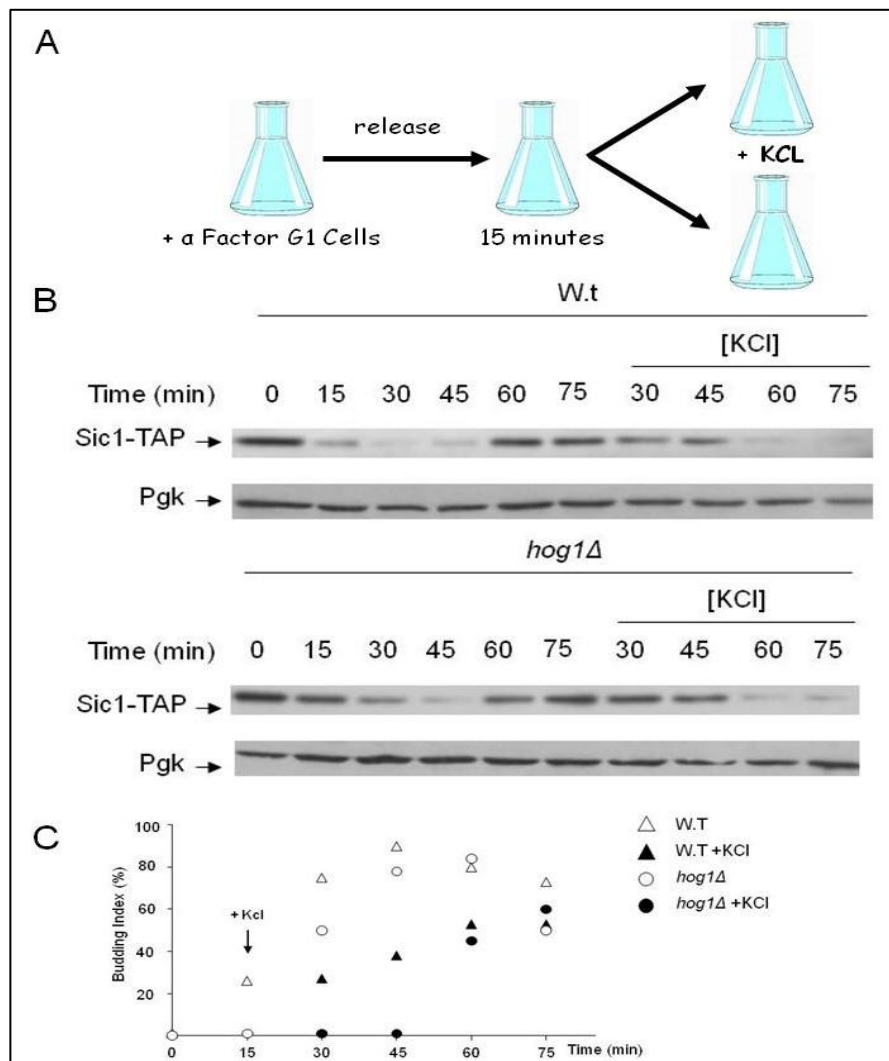 A
release
+ KCL
+ a Factor G1 Cells
15 minutes
B
W.t
[KCl]
Time (min) 0 15 30 45 60 75 30 45 60 75
Sic1-TAP
Pgk
hog1Δ
[KCl]
Time (min) 0 15 30 45 60 75 30 45 60 75
Sic1-TAP
Pgk
C
Budding Index (%)
100
80
60
40
20
+ Kcl
0 15 30 45 60 75 Time (min)
W.T
W.T +KCl
hog1Δ
hog1Δ +KCl